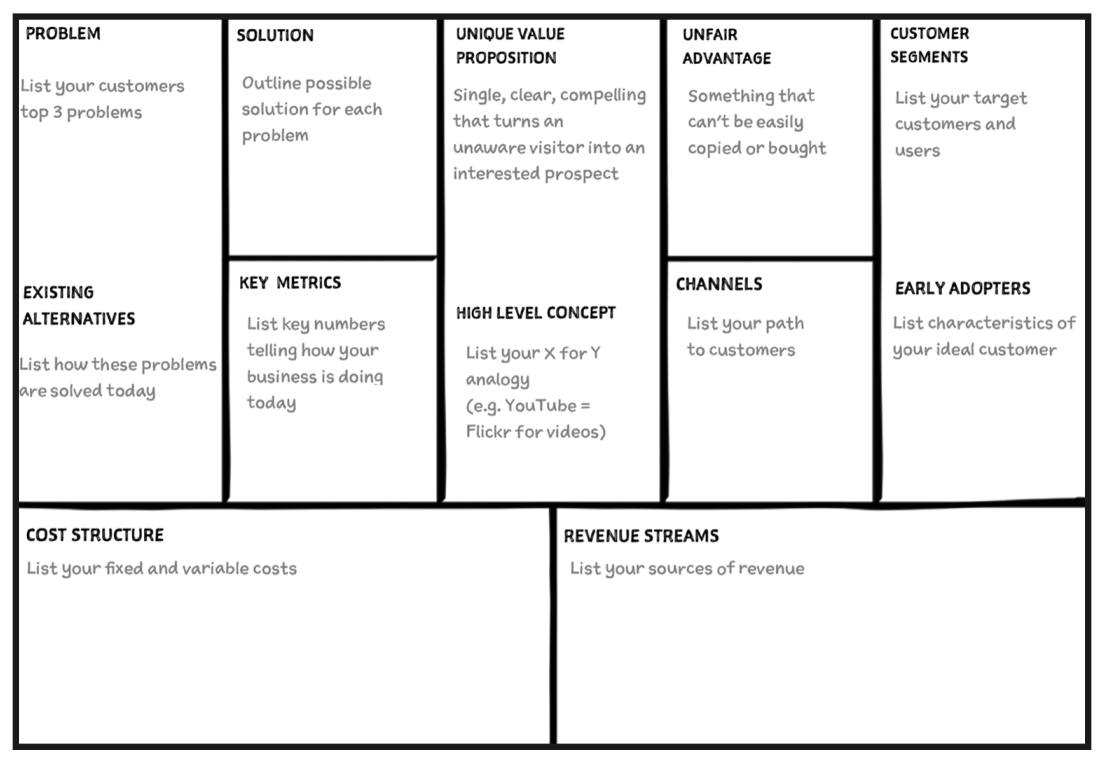 PROBLEM
List your customers
top 3 problems
EXISTING
ALTERNATIVES
List how these problems
are solved today
SOLUTION
Outline possible
solution for each
problem
KEY METRICS
List key numbers
telling how your
business is doing
today
UNIQUE VALUE
PROPOSITION
Single, clear, compelling
that turns an
unaware visitor into an
interested prospect
HIGH LEVEL CONCEPT
List your X for Y
analogy
(e.g. YouTube =
Flickr for videos)
UNFAIR
ADVANTAGE
Something that
can't be easily
copied or bought
CHANNELS
List your path
to customers
CUSTOMER
SEGMENTS
List your target
customers and
users
EARLY ADOPTERS
List characteristics of
your ideal customer
COST STRUCTURE
List your fixed and variable costs
REVENUE STREAMS
List your sources of revenue